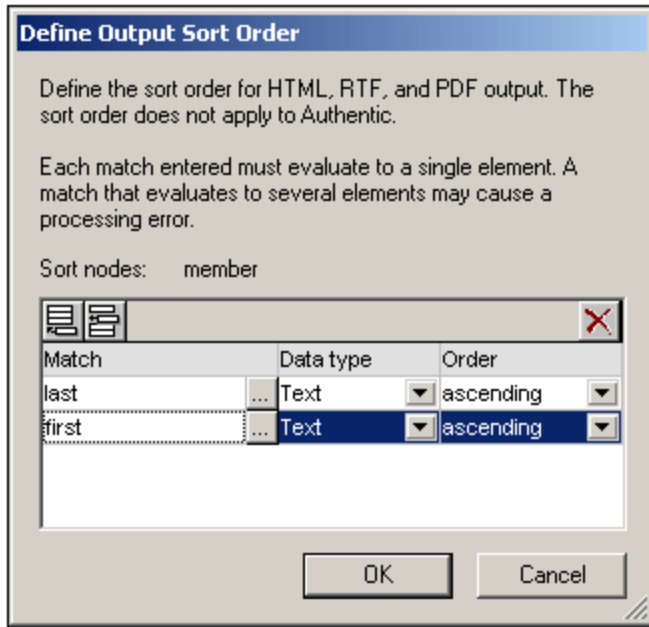 Define Output Sort Order
Define the sort order for HTML, RTF, and PDF output. The
sort order does not apply to Authentic.
Each match entered must evaluate to a single element. A
match that evaluates to several elements may cause a
processing error.
Sort nodes: member
Match Data type Order
last ... Text ascending
first ... Text ascending
OK Cancel